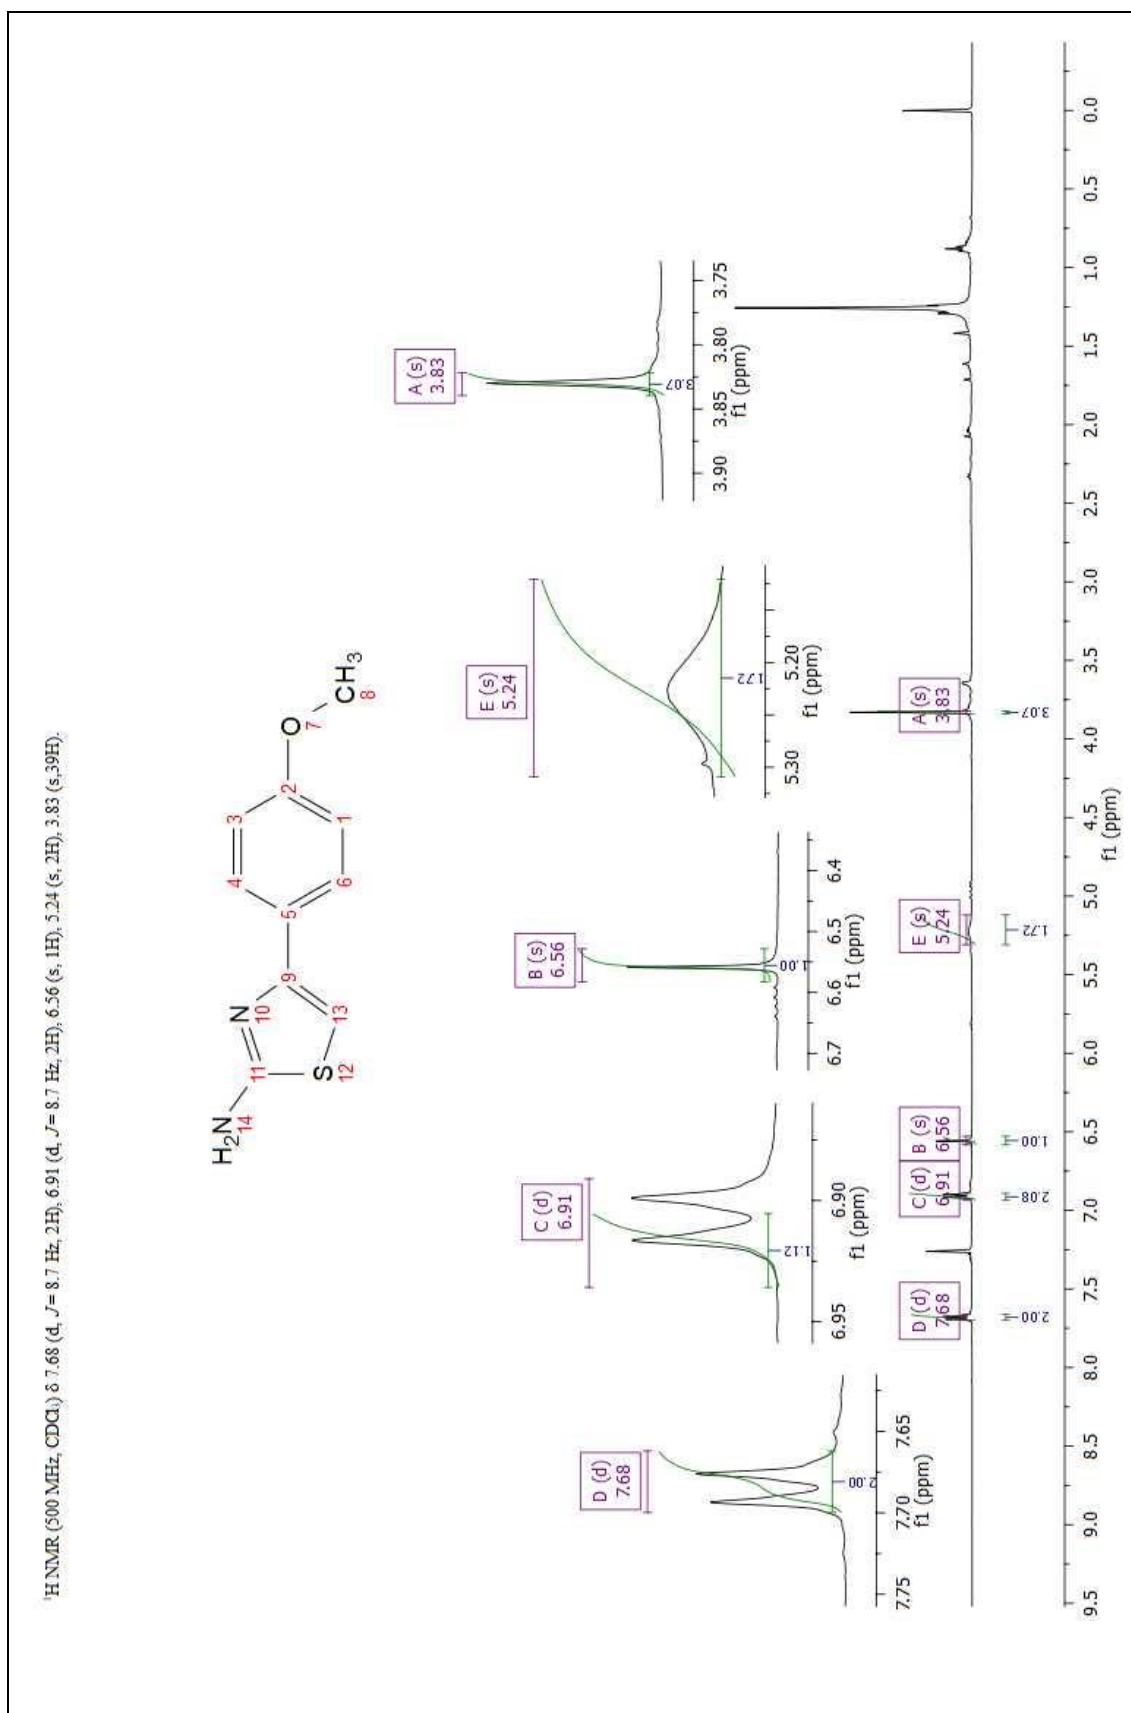 ¹H NMR (500 MHz, CDCl₃) δ 7.68 (d, J = 8.7 Hz, 2H), 6.91 (d, J = 8.7 Hz, 2H), 6.56 (s, 1H), 5.24 (s, 2H), 3.83 (s,39H).
H₂N
14
11
N
10
S
12
13
9
5
4
3
6
1
2
O
7
CH₃
8
D (d)
7.68
2.00
7.75
7.70
7.65
f1 (ppm)
C (d)
6.91
1.12
6.95
6.90
f1 (ppm)
B (s)
6.56
1.00
6.7
6.6
6.5
6.4
f1 (ppm)
E (s)
5.24
1.72
5.30
5.20
f1 (ppm)
A (s)
3.83
3.07
3.90
3.85
3.80
3.75
f1 (ppm)
D (d)
7.68
C (d)
6.91
B (s)
6.56
E (s)
5.24
A (s)
3.83
2.00
2.08
1.00
1.72
3.07
9.5 9.0 8.5 8.0 7.5 7.0 6.5 6.0 5.5 5.0 4.5 4.0 3.5 3.0 2.5 2.0 1.5 1.0 0.5 0.0
f1 (ppm)